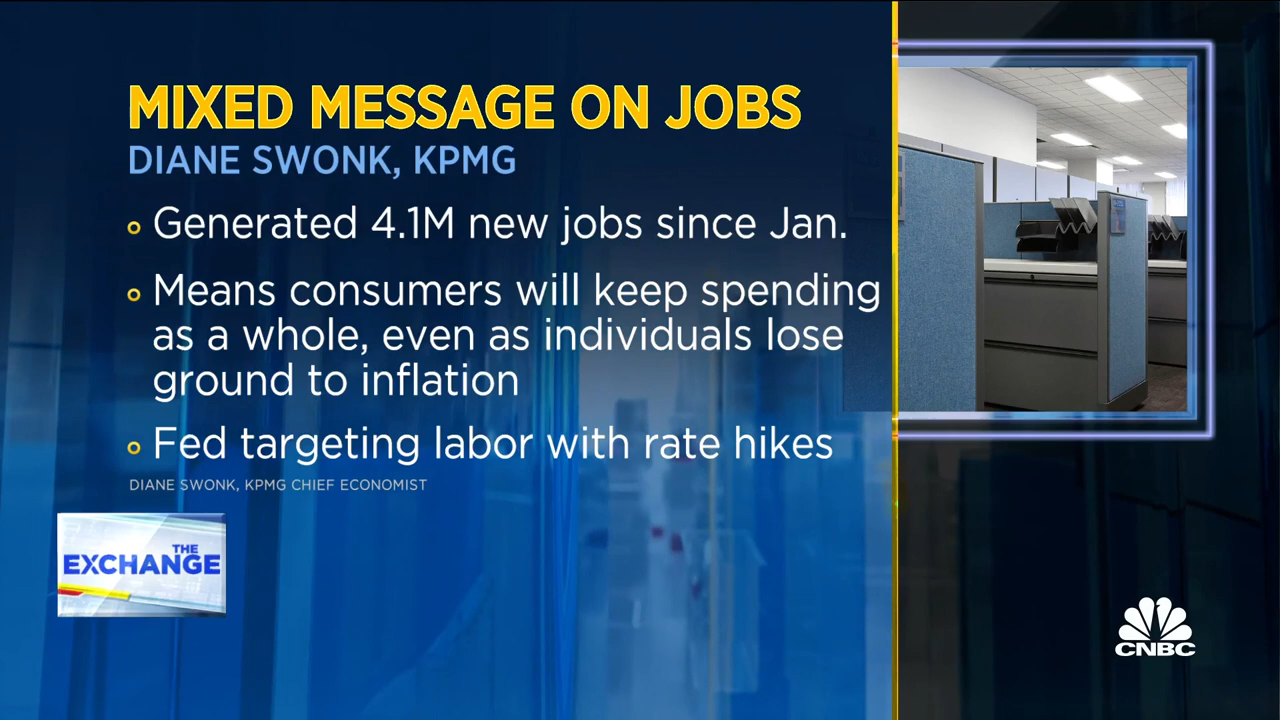 MIXED MESSAGE ON JOBS
DIANE SWONK, KPMG
Generated 4.1M new jobs since Jan.
Means consumers will keep spending
as a whole, even as individuals lose
ground to inflation
Fed targeting labor with rate hikes
DIANE SWONK, KPMG CHIEF ECONOMIST
THE
EXCHANGE
CNBC